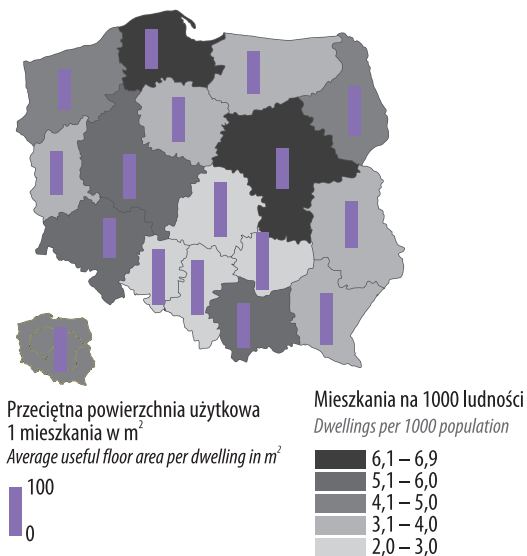 Przeciętna powierzchnia użytkowa
1 mieszkania w m²
Average useful floor area per dwelling in m²
100
0
Mieszkania na 1000 ludności
Dwellings per 1000 population
6,1 – 6,9
5,1 – 6,0
4,1 – 5,0
3,1 – 4,0
2,0 – 3,0